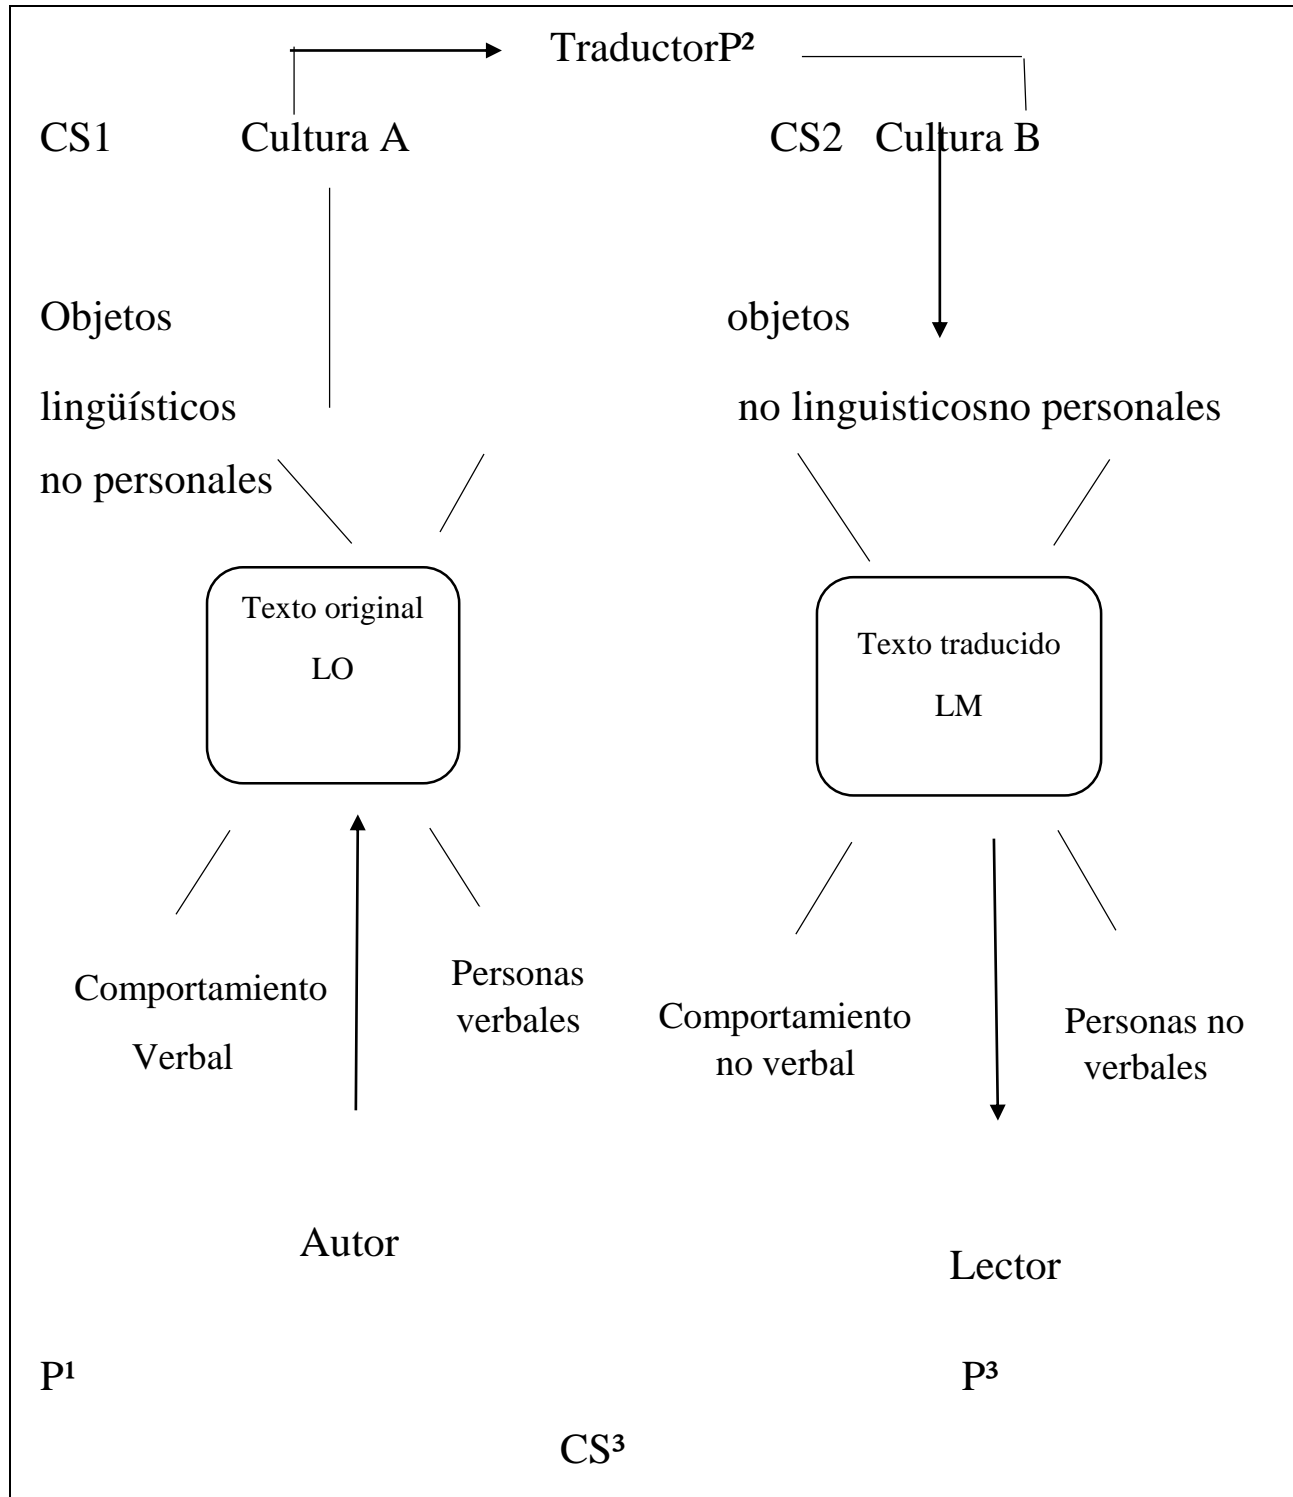 TraductorP²
CS1 Cultura A CS2 Cultura B
Objetos objetos
lingüísticos no linguisticosno personales
no personales
Texto original
LO
Texto traducido
LM
Comportamiento
Verbal
Personas
verbales
Comportamiento
no verbal
Personas no
verbales
Autor
Lector
P¹ P³
CS³